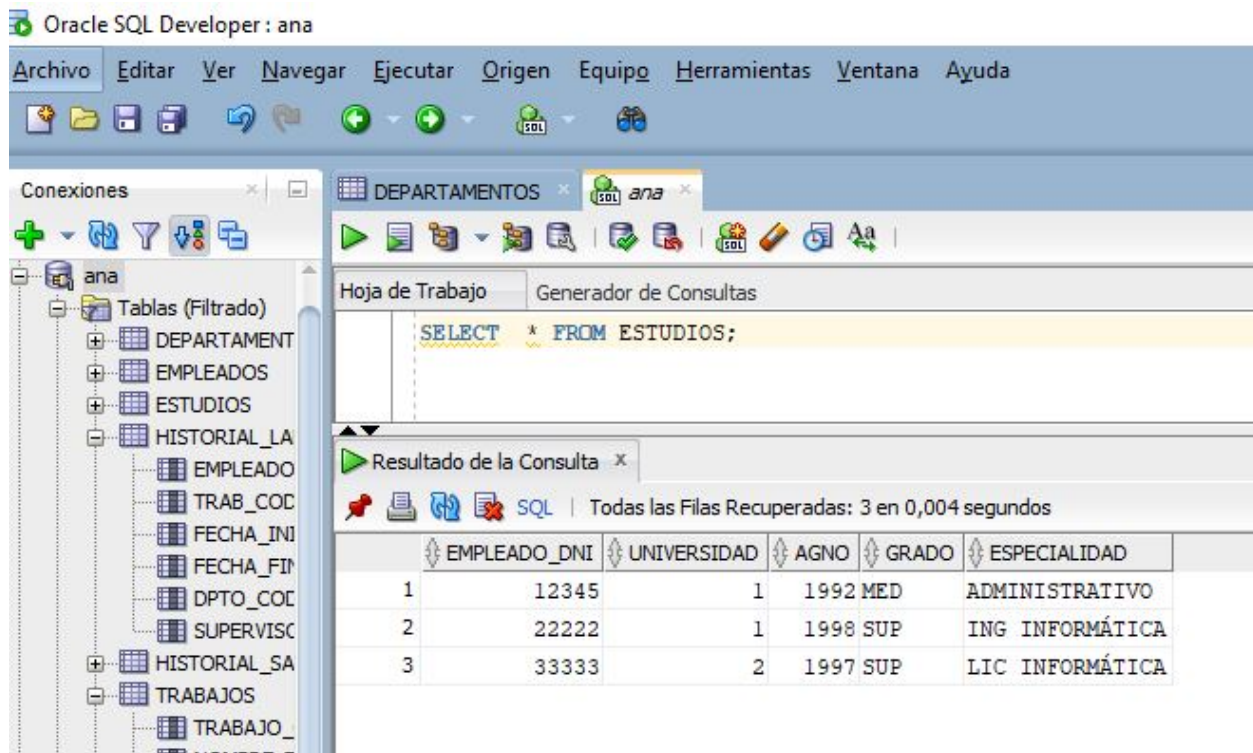 Oracle SQL Developer : ana
Archivo Editar Ver Navegar Ejecutar Origen Equipo Herramientas Ventana Ayuda
SQL
Conexiones
DEPARTAMENTOS
SQL ana
SQL
ana
Tablas (Filtrado)
DEPARTAMENT
EMPLEADOS
ESTUDIOS
HISTORIAL_LA
EMPLEADO
TRAB_COD
FECHA_INI
FECHA_FIN
DPTO_COD
SUPERVISO
HISTORIAL_SA
TRABAJOS
TRABAJO_
Hoja de Trabajo Generador de Consultas
SELECT * FROM ESTUDIOS;
Resultado de la Consulta x
SQL | Todas las Filas Recuperadas: 3 en 0,004 segundos
EMPLEADO_DNI UNIVERSIDAD AGNO GRADO ESPECIALIDAD
1 12345 1 1992 MED ADMINISTRATIVO
2 22222 1 1998 SUP ING INFORMÁTICA
3 33333 2 1997 SUP LIC INFORMÁTICA